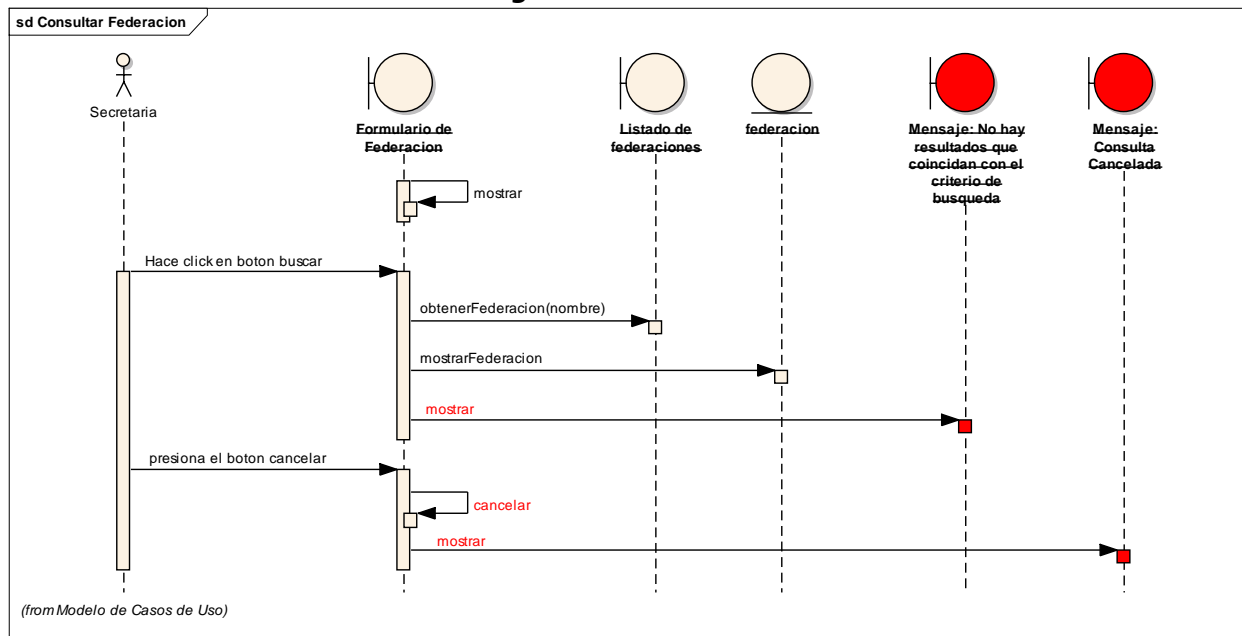 sd Consultar Federacion
Secretaria
Formulario de
Federacion
Listado de
federaciones
federacion
Mensaje: No hay
resultados que
coincidan con el
criterio de
busqueda
Mensaje:
Consulta
Cancelada
mostrar
Hace click en boton buscar
obtenerFederacion(nombre)
mostrarFederacion
mostrar
presiona el boton cancelar
cancelar
mostrar
(from Modelo de Casos de Uso)